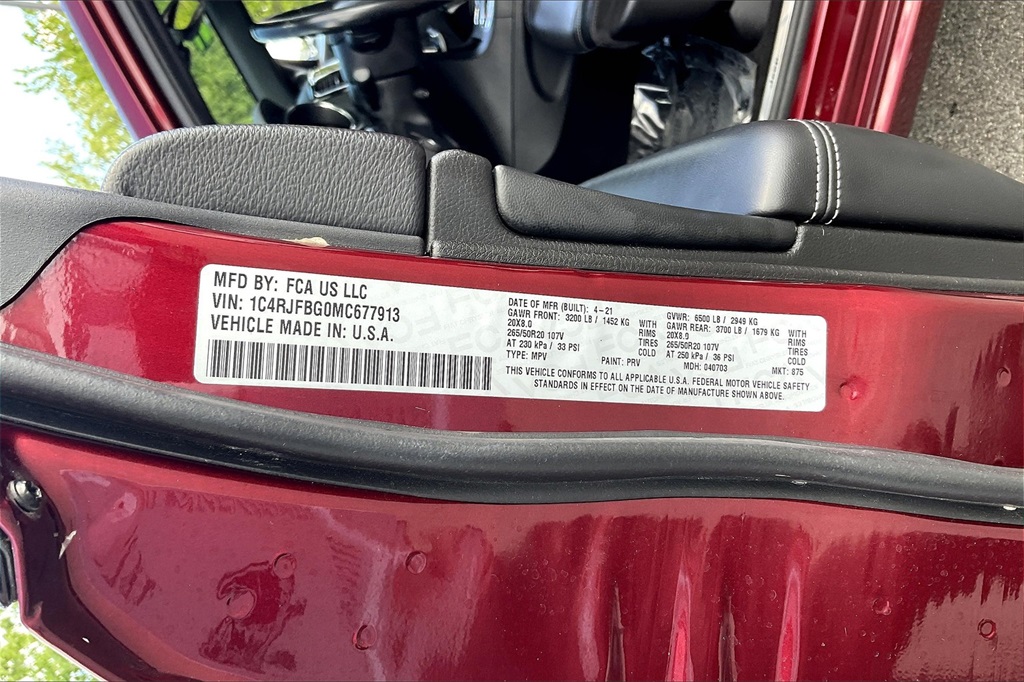 MFD BY: FCA US LLC
VIN: 1C4RJFBG0MC677913
VEHICLE MADE IN: U.S.A.
DATE OF MFR (BUILT): 4-21
GAWR FRONT: 3200 LB / 1452 KG WITH
20X8.0 RIMS
265/50R20 107V TIRES
AT 230 kPa / 33 PSI COLD
TYPE: MPV PAINT: PRV
GVWR: 6500 LB / 2949 KG
GAWR REAR: 3700 LB / 1679 KG WITH
20X8.0 RIMS
265/50R20 107V TIRES
AT 250 kPa / 36 PSI COLD
MDH: 040703 MKT: 875
THIS VEHICLE CONFORMS TO ALL APPLICABLE U.S.A. FEDERAL MOTOR VEHICLE SAFETY
STANDARDS IN EFFECT ON THE DATE OF MANUFACTURE SHOWN ABOVE.